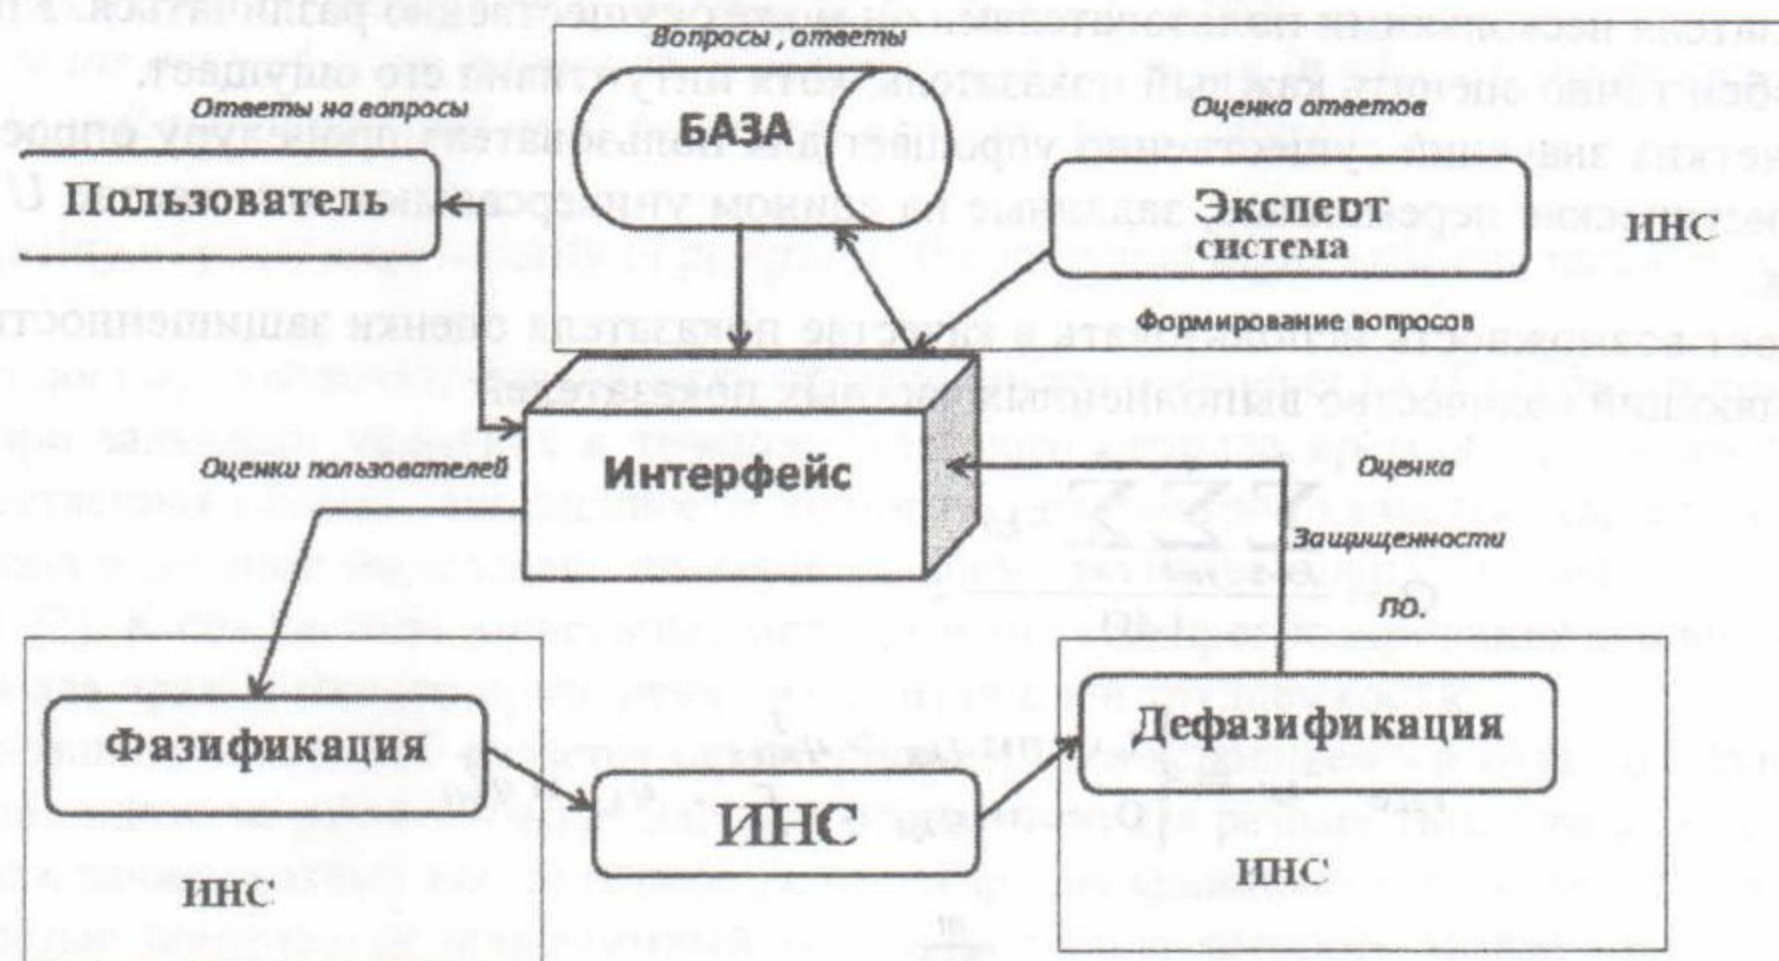 Вопросы , ответы
Ответы на вопросы
БАЗА
Оценка ответов
Пользователь
Эксперт
система
ИНС
Формирование вопросов
Оценки пользователей
Интерфейс
Оценка
Защищенности
ПО.
Фазификация
ИНС
ИНС
Дефазификация
ИНС